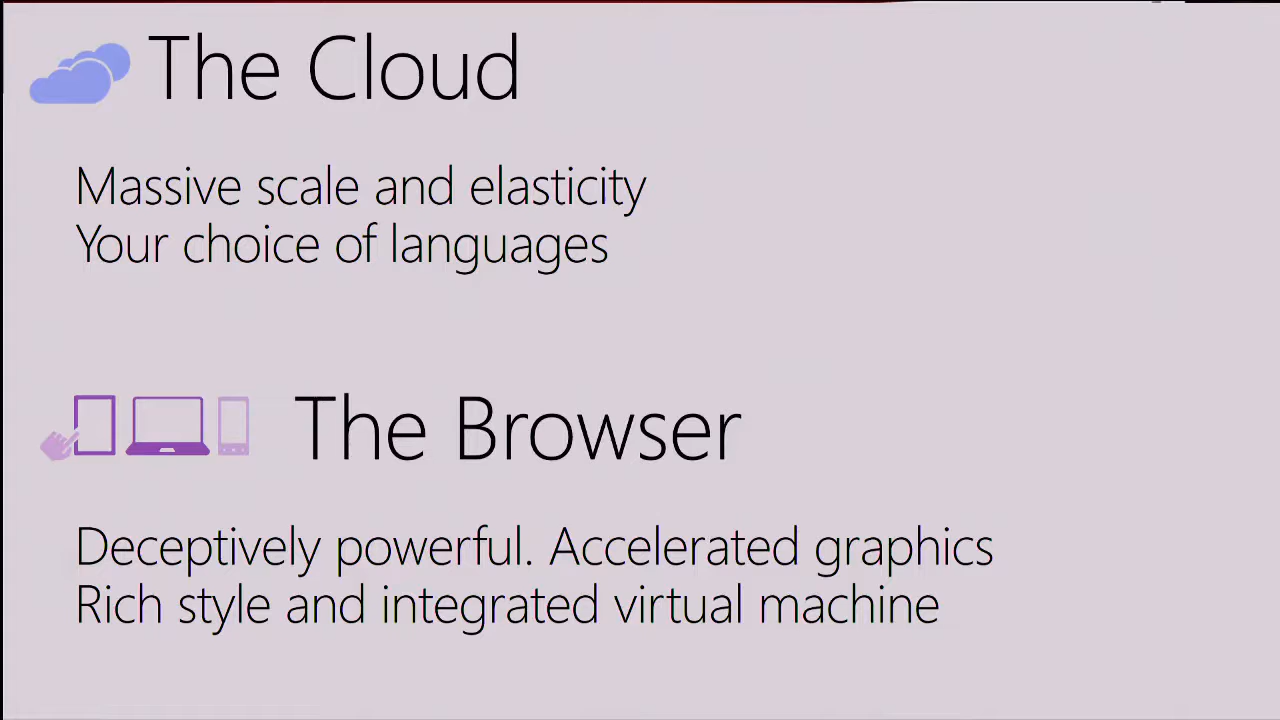 The Cloud
Massive scale and elasticity
Your choice of languages
The Browser
Deceptively powerful. Accelerated graphics
Rich style and integrated virtual machine